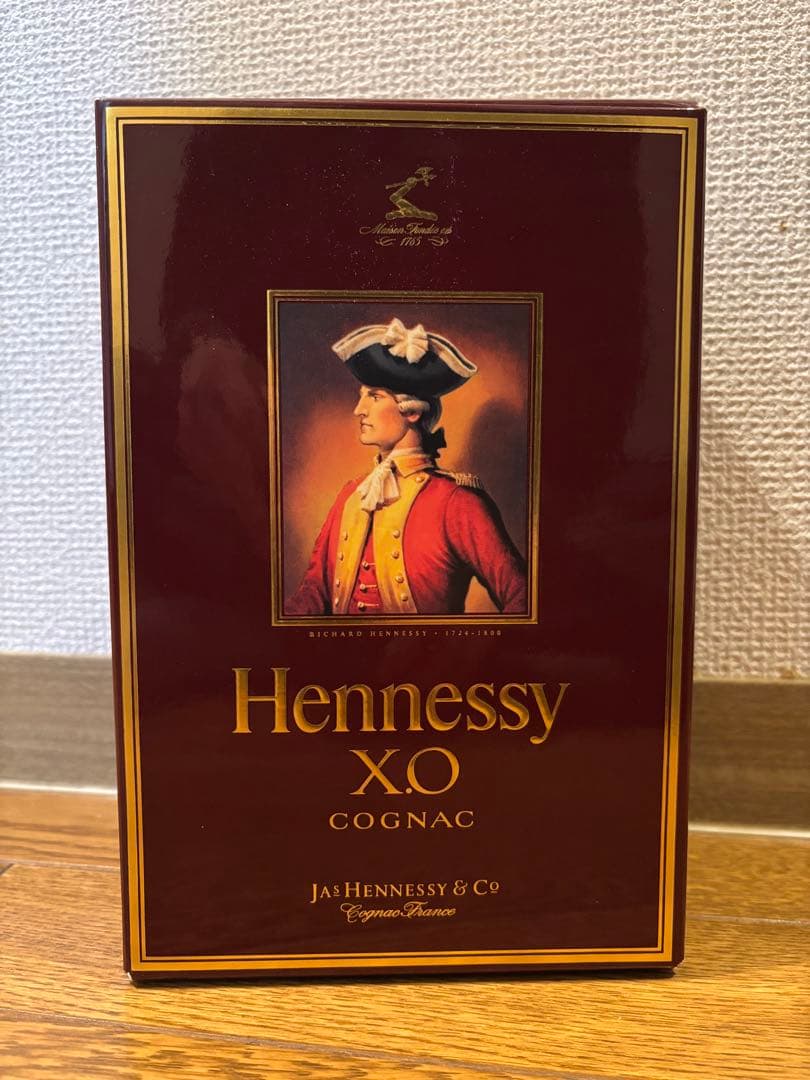 Maison Fondée en
1765
RICHARD HENNESSY · 1724-1800
Hennessy
X.O
COGNAC
JAS HENNESSY & CO
Cognac France